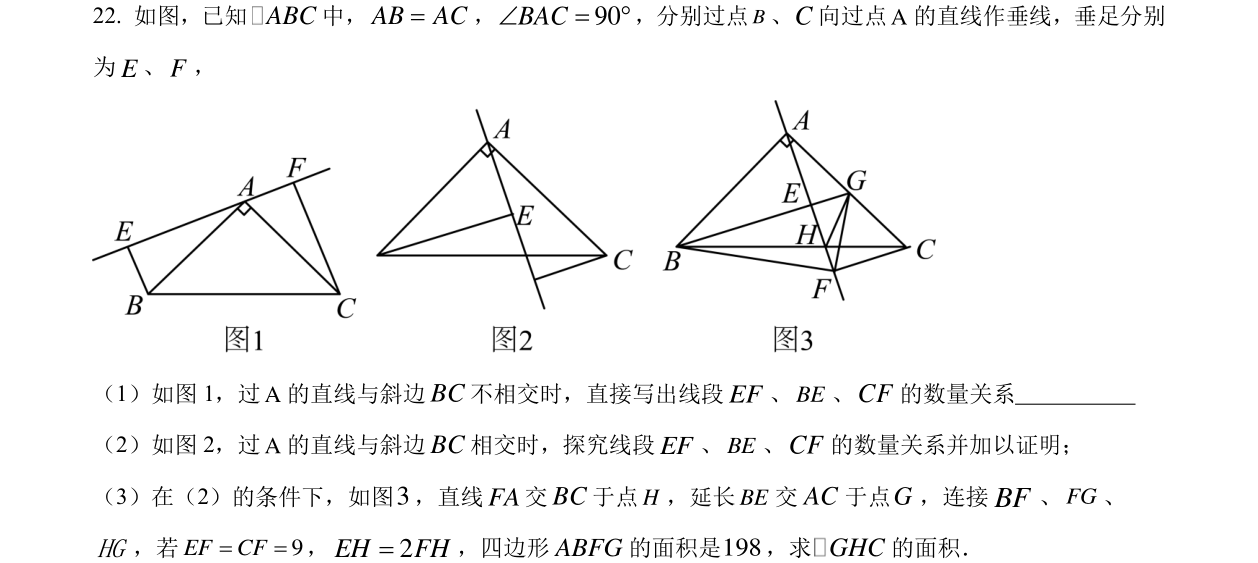 22. 如图，已知□ABC中，AB = AC，∠BAC = 90°，分别过点B、C向过点A的直线作垂线，垂足分别
为E、F，
A
F
E
B
C
图1
A
E
C
图2
A
E
G
H
B
C
F
图3
（1）如图1，过A的直线与斜边BC不相交时，直接写出线段EF、BE、CF的数量关系__________
（2）如图2，过A的直线与斜边BC相交时，探究线段EF、BE、CF的数量关系并加以证明；
（3）在（2）的条件下，如图3，直线FA交BC于点H，延长BE交AC于点G，连接BF、FG、
HG，若EF = CF = 9，EH = 2FH，四边形ABFG的面积是198，求□GHC的面积．